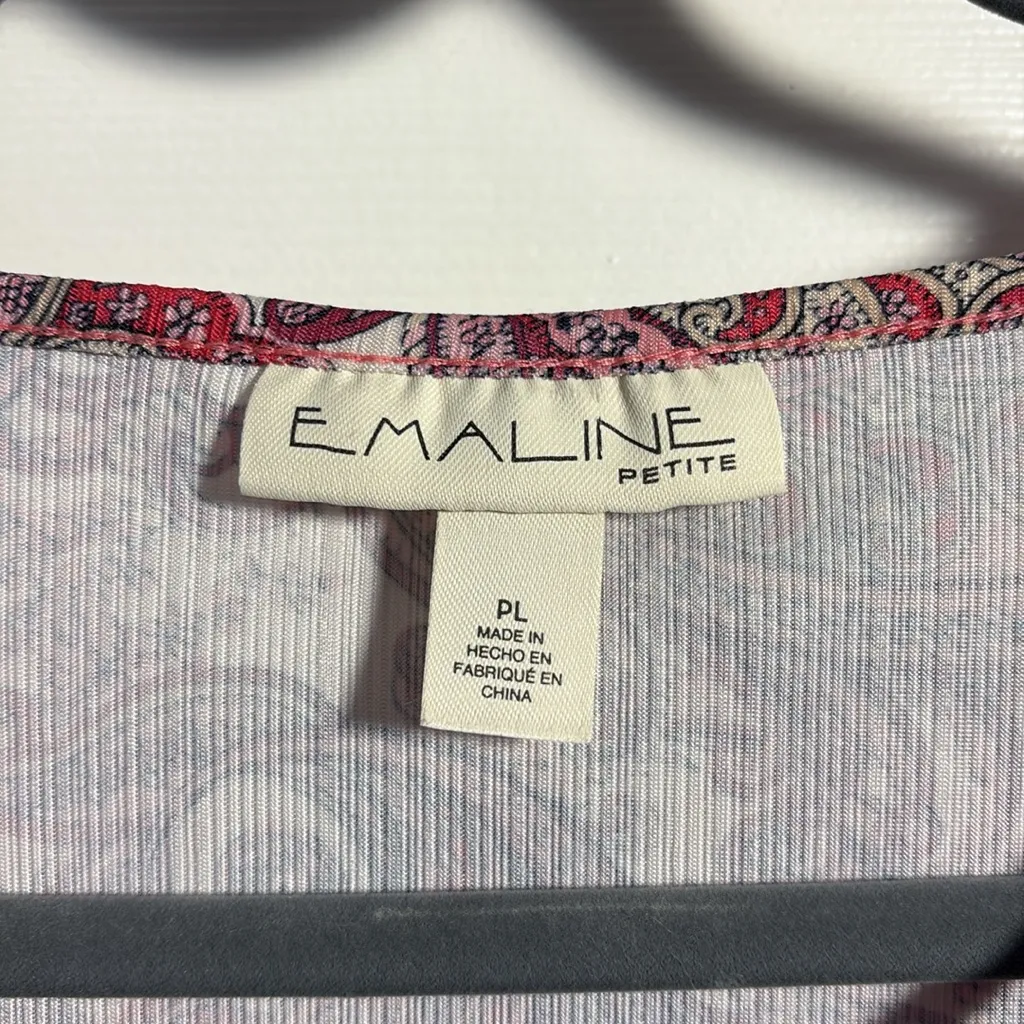 EMALINE
PETITE
PL
MADE IN
HECHO EN
FABRIQUÉ EN
CHINA